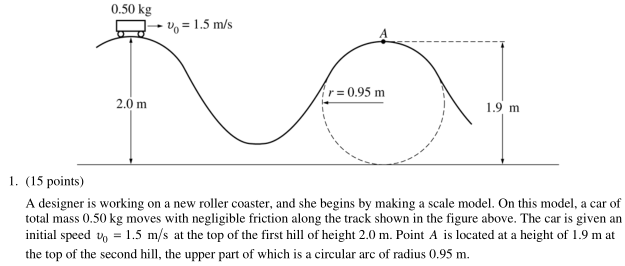 0.50 kg
υ₀ = 1.5 m/s
A
2.0 m
r = 0.95 m
1.9 m
1. (15 points)
A designer is working on a new roller coaster, and she begins by making a scale model. On this model, a car of
total mass 0.50 kg moves with negligible friction along the track shown in the figure above. The car is given an
initial speed υ₀ = 1.5 m/s at the top of the first hill of height 2.0 m. Point A is located at a height of 1.9 m at
the top of the second hill, the upper part of which is a circular arc of radius 0.95 m.